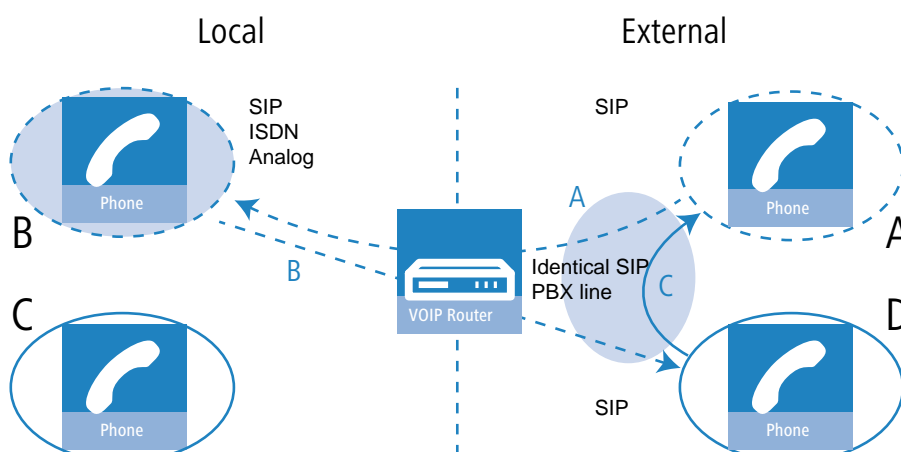 Local
External
SIP
ISDN
Analog
SIP
Phone
Phone
A
B
A
B
Identical SIP
PBX line
C
C
D
VOIP Router
Phone
SIP
Phone